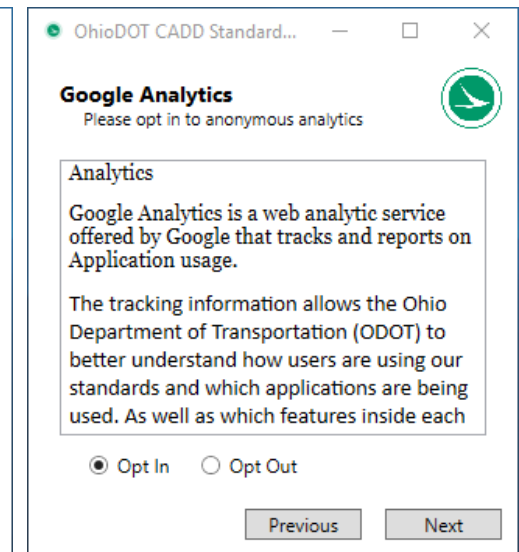 OhioDOT CADD Standard...
Google Analytics
Please opt in to anonymous analytics
Analytics
Google Analytics is a web analytic service
offered by Google that tracks and reports on
Application usage.
The tracking information allows the Ohio
Department of Transportation (ODOT) to
better understand how users are using our
standards and which applications are being
used. As well as which features inside each
Opt In Opt Out
Previous Next